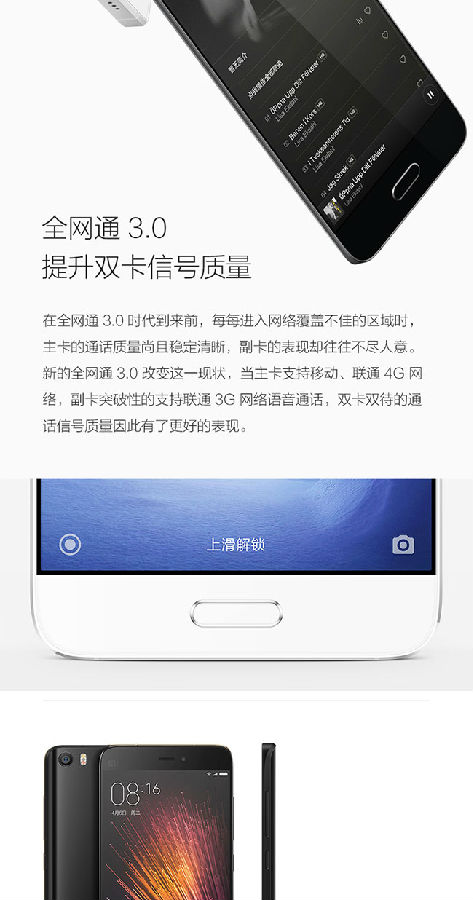 全网通 3.0
提升双卡信号质量
在全网通 3.0 时代到来前，每每进入网络覆盖不佳的区域时，
主卡的通话质量尚且稳定清晰，副卡的表现却往往不尽人意。
新的全网通 3.0 改变这一现状，当主卡支持移动、联通 4G 网
络，副卡突破性的支持联通 3G 网络语音通话，双卡双待的通
话信号质量因此有了更好的表现。
上滑解锁
08:16